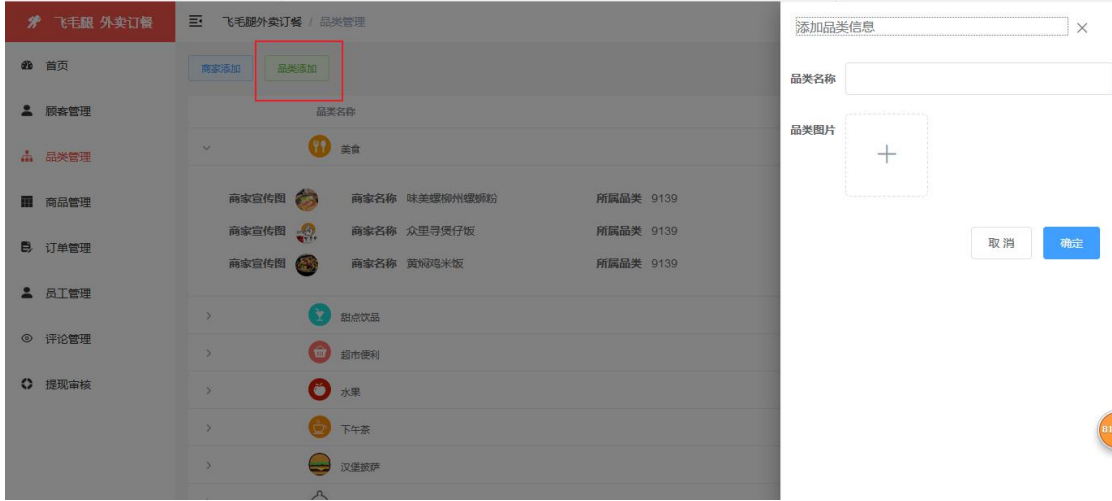 飞毛腿 外卖订餐
飞毛腿外卖订餐 / 品类管理
首页
顾客管理
品类管理
商品管理
订单管理
员工管理
评论管理
提现审核
商家添加 品类添加
品类名称
美食
商家宣传图 商家名称 味美螺柳州螺蛳粉 所属品类 9139
商家宣传图 商家名称 众里寻煲仔饭 所属品类 9139
商家宣传图 商家名称 黄焖鸡米饭 所属品类 9139
甜点饮品
超市便利
水果
下午茶
汉堡披萨
添加品类信息
品类名称
品类图片
取消 确定